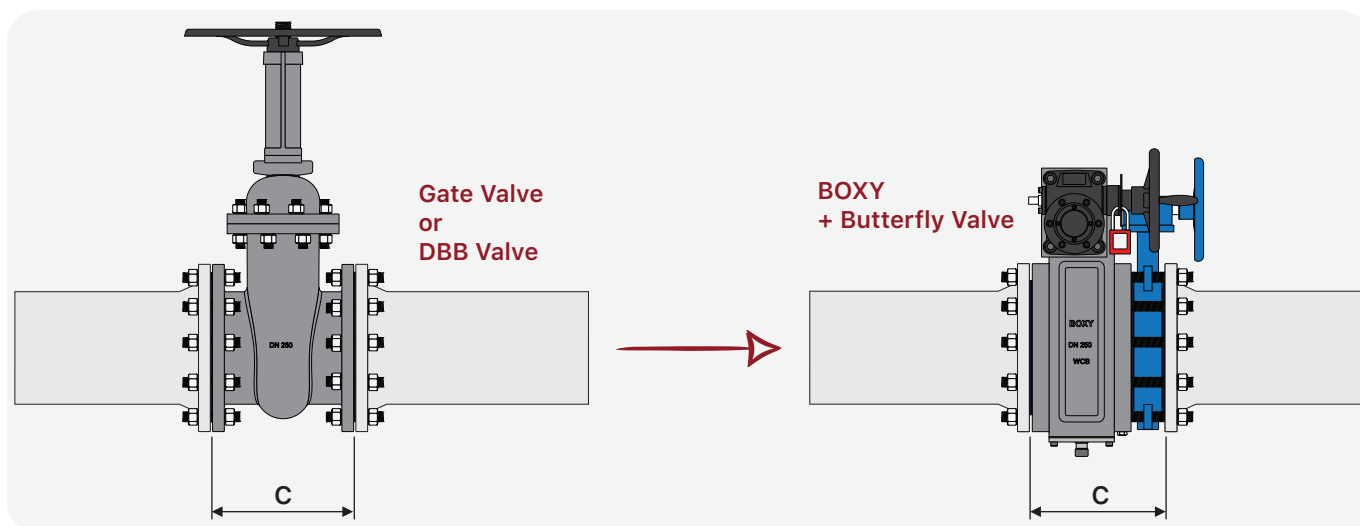 Gate Valve
or
DBB Valve
DN 250
C
BOXY
+ Butterfly Valve
BOXY
DN 250
WCB
C